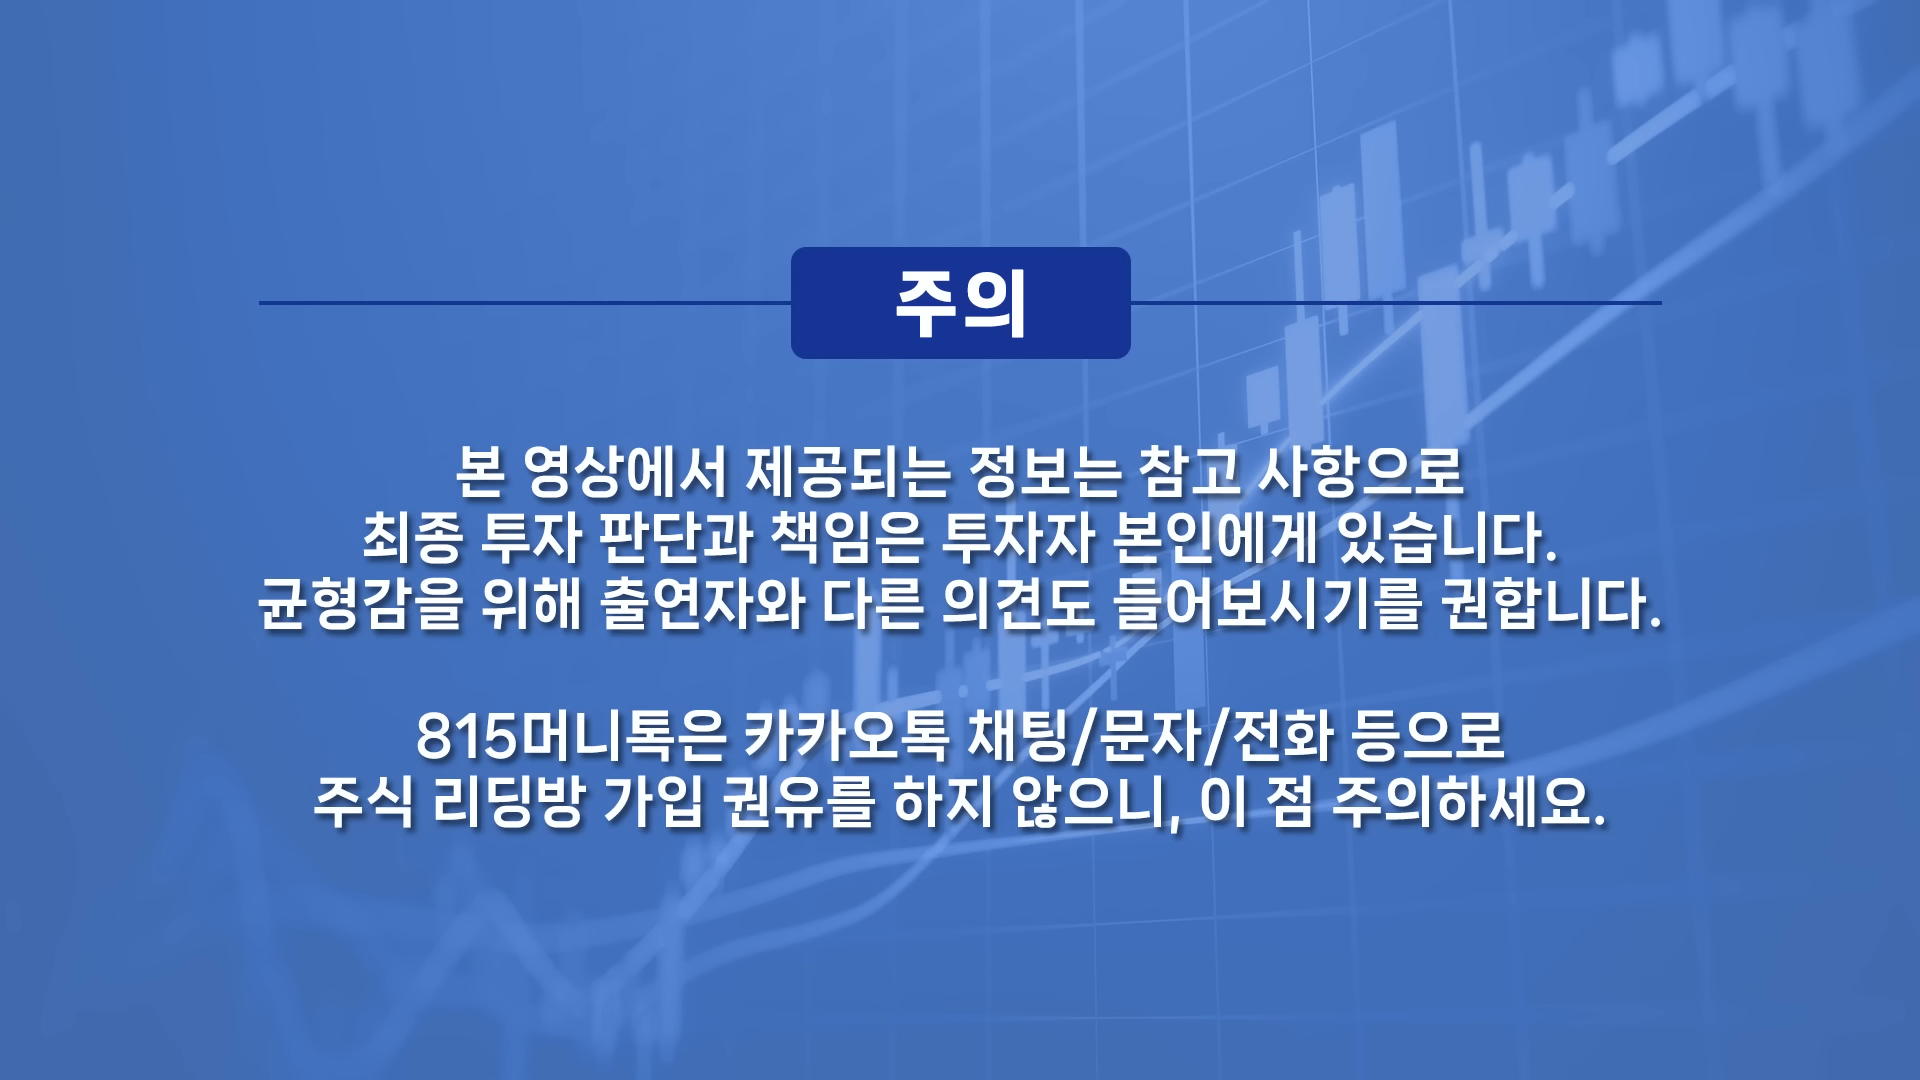 주의
본 영상에서 제공되는 정보는 참고 사항으로
최종 투자 판단과 책임은 투자자 본인에게 있습니다.
균형감을 위해 출연자와 다른 의견도 들어보시기를 권합니다.
815머니톡은 카카오톡 채팅/문자/전화 등으로
주식 리딩방 가입 권유를 하지 않으니, 이 점 주의하세요.